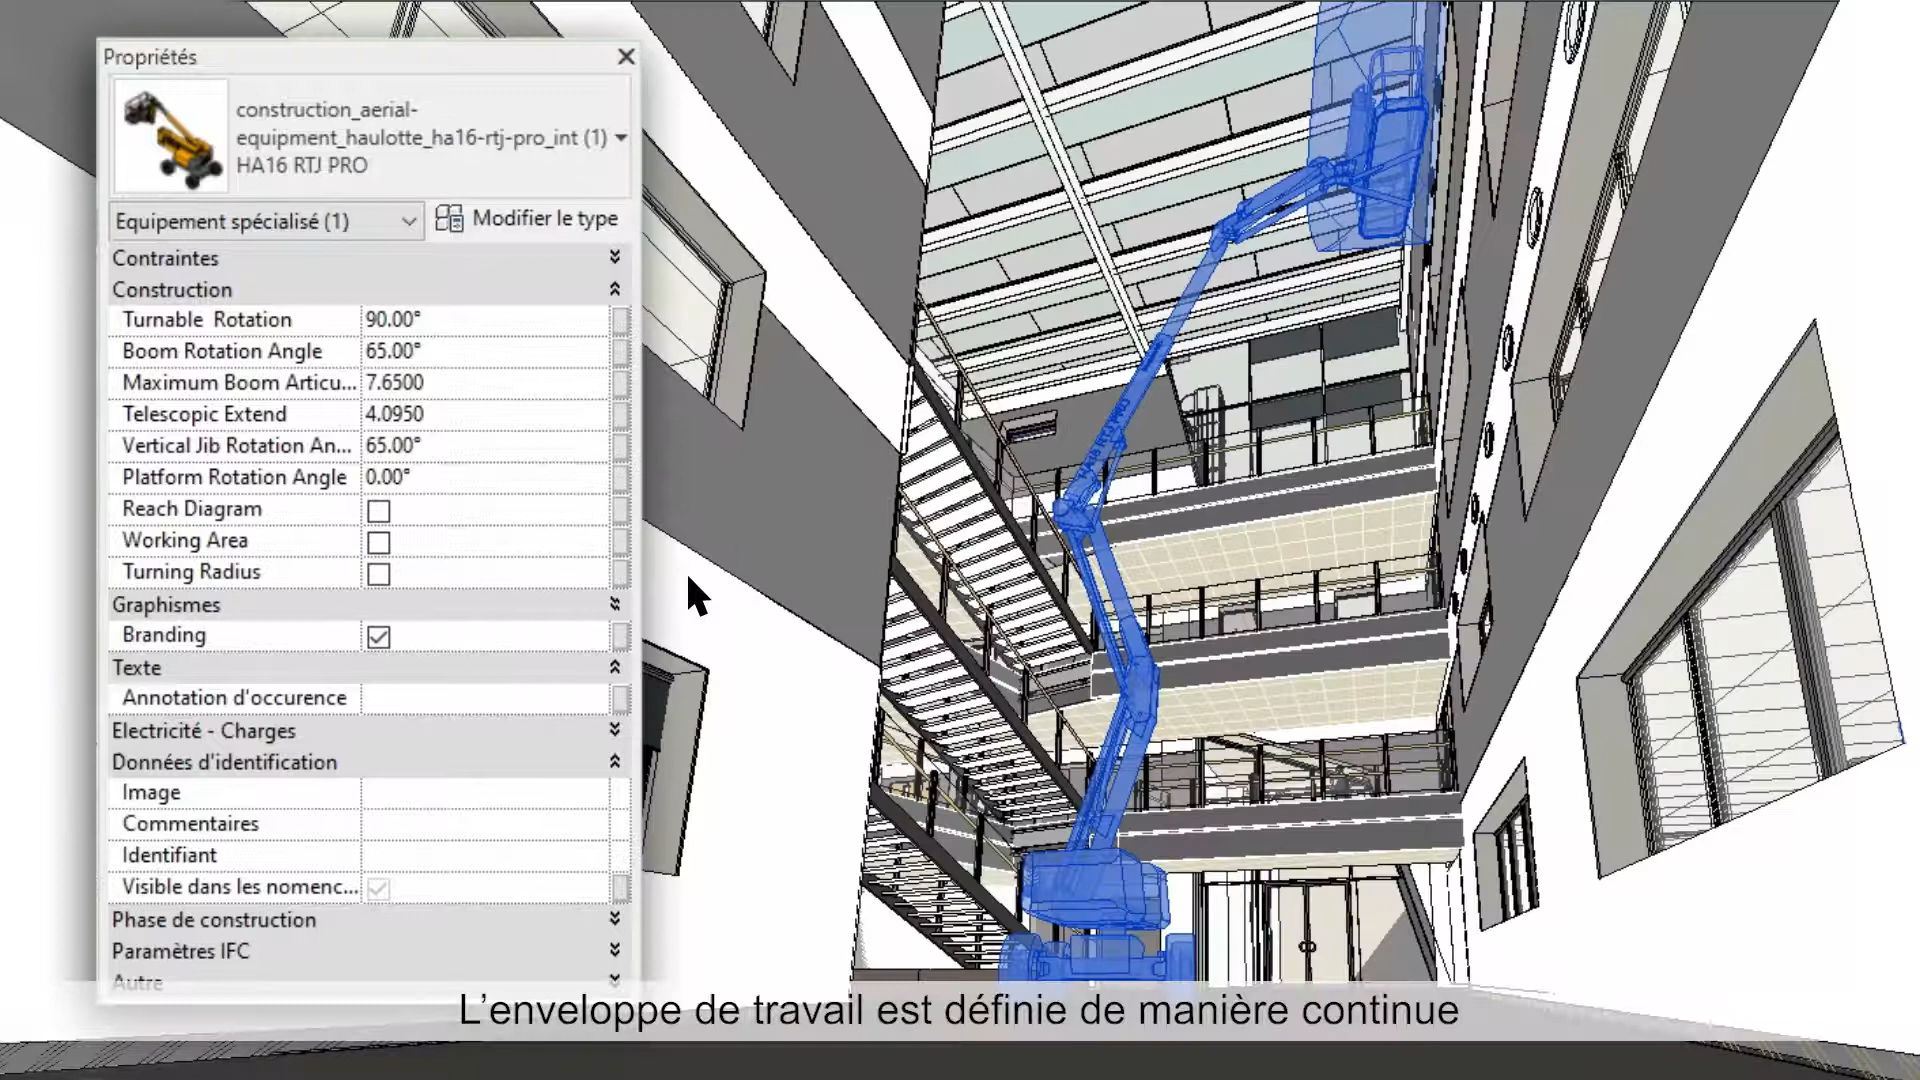 Propriétés
construction_aerial-
equipment_haulotte_ha16-rtj-pro_int (1)
HA16 RTJ PRO
Equipement spécialisé (1)
Modifier le type
Contraintes
Construction
Turnable Rotation 90.00°
Boom Rotation Angle 65.00°
Maximum Boom Articu... 7.6500
Telescopic Extend 4.0950
Vertical Jib Rotation An... 65.00°
Platform Rotation Angle 0.00°
Reach Diagram
Working Area
Turning Radius
Graphismes
Branding
Texte
Annotation d'occurence
Electricité - Charges
Données d'identification
Image
Commentaires
Identifiant
Visible dans les nomenc...
Phase de construction
Paramètres IFC
Autre
HA16 RTJ PRO
L’enveloppe de travail est définie de manière continue